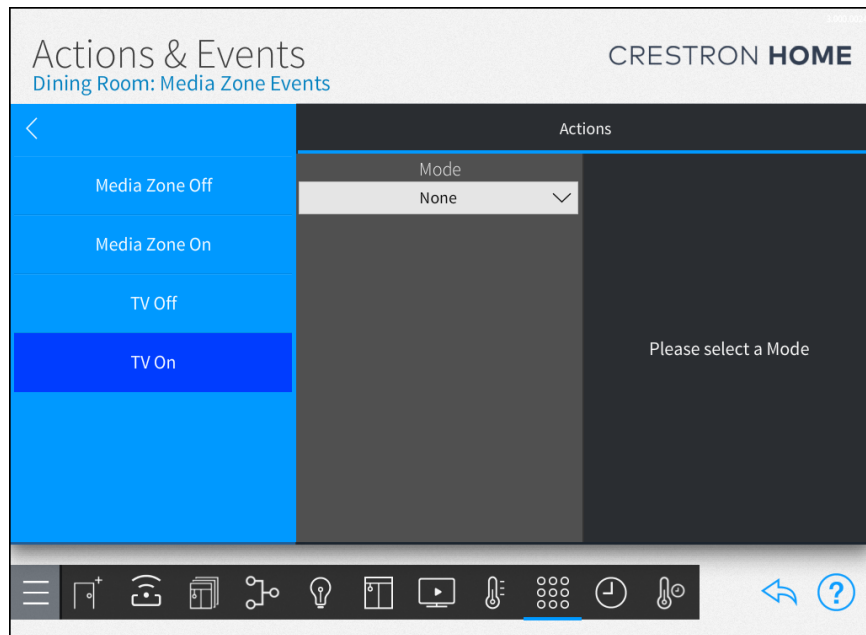 Actions & Events
CRESTRON HOME
Dining Room: Media Zone Events
Actions
Mode
None
Media Zone Off
Media Zone On
TV Off
TV On
Please select a Mode
?